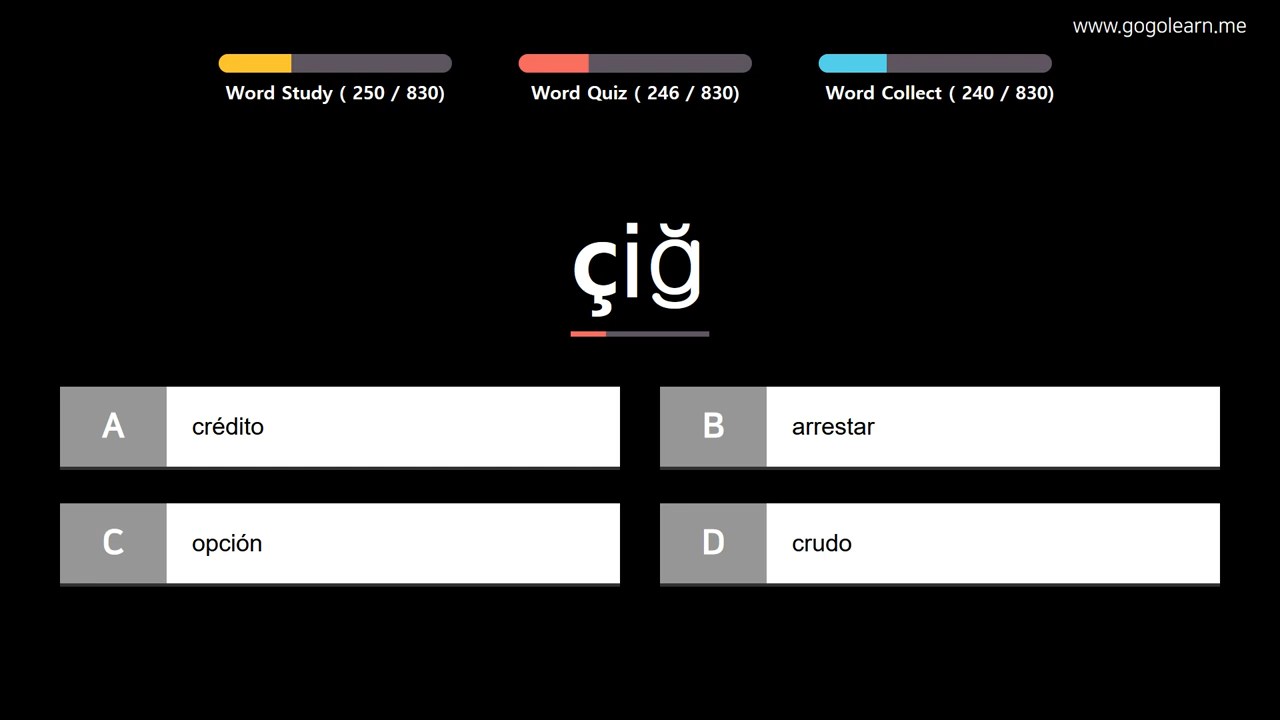 www.gogolearn.me
Word Study ( 250 / 830)
Word Quiz ( 246 / 830)
Word Collect ( 240 / 830)
çiğ
A crédito
B arrestar
C opción
D crudo